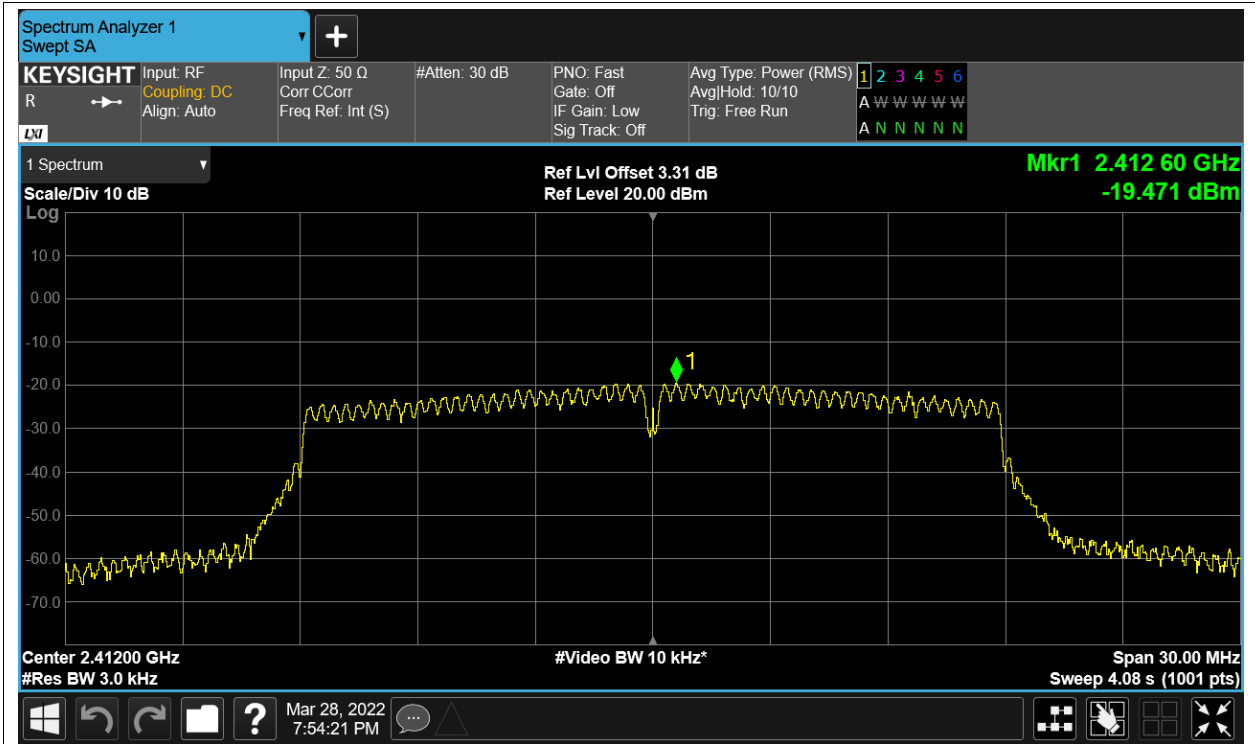 Spectrum Analyzer 1
Swept SA
KEYSIGHT
R
LXI
Input: RF
Coupling: DC
Align: Auto
Input Z: 50 Ω
Corr CCorr
Freq Ref: Int (S)
#Atten: 30 dB
PNO: Fast
Gate: Off
IF Gain: Low
Sig Track: Off
Avg Type: Power (RMS)
Avg|Hold: 10/10
Trig: Free Run
1 2 3 4 5 6
A W W W W W
A N N N N N
1 Spectrum
Scale/Div 10 dB
Log
Ref Lvl Offset 3.31 dB
Ref Level 20.00 dBm
Mkr1 2.412 60 GHz
-19.471 dBm
10.0
0.00
-10.0
1
-20.0
-30.0
-40.0
-50.0
-60.0
-70.0
Center 2.41200 GHz
#Res BW 3.0 kHz
#Video BW 10 kHz*
Span 30.00 MHz
Sweep 4.08 s (1001 pts)
?
Mar 28, 2022
7:54:21 PM